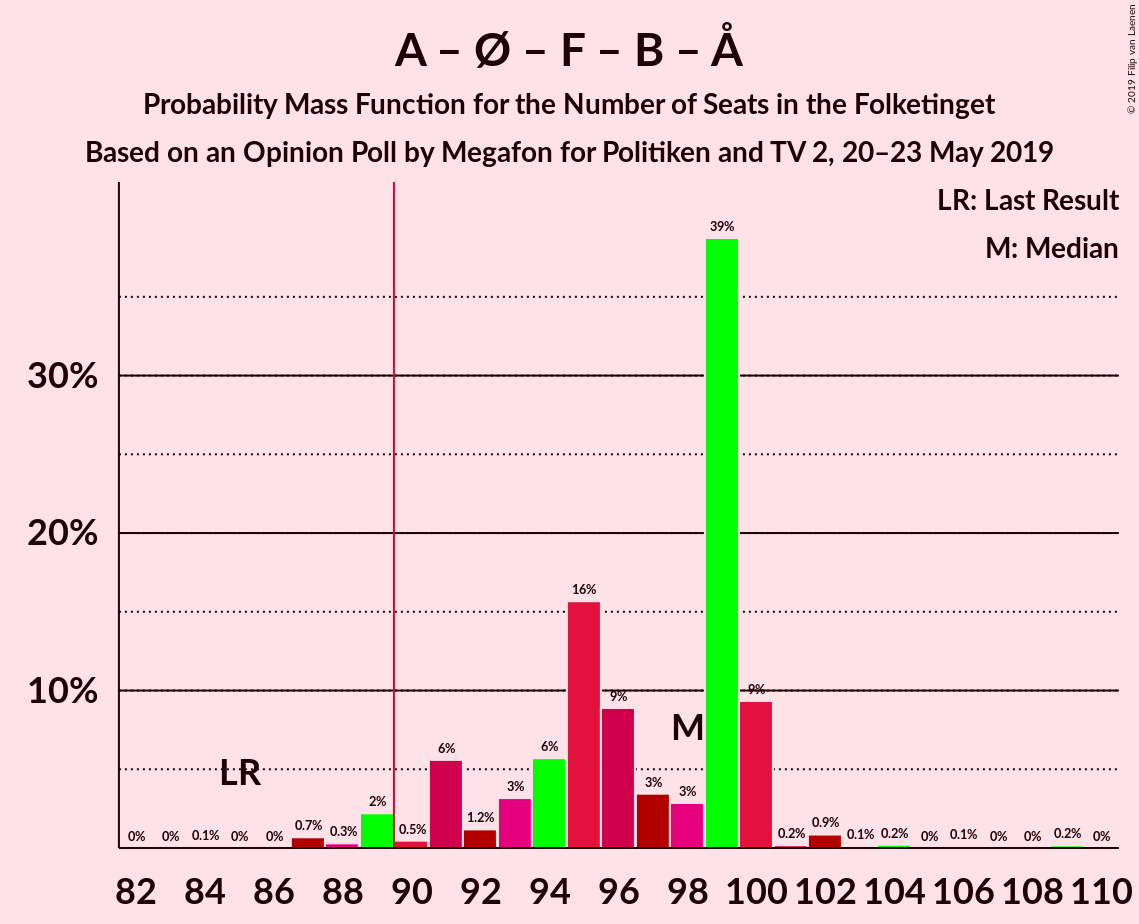 A – Ø – F – B – Å
Probability Mass Function for the Number of Seats in the Folketinget
Based on an Opinion Poll by Megafon for Politiken and TV 2, 20–23 May 2019
© 2019 Filip van Laenen
LR: Last Result
M: Median
30%
20%
10%
LR
M
0% 0% 0.1% 0% 0% 0.7% 0.3% 2% 0.5% 6% 1.2% 3% 6% 16% 9% 3% 3% 39% 9% 0.2% 0.9% 0.1% 0.2% 0% 0.1% 0% 0% 0.2% 0%
82 84 86 88 90 92 94 96 98 100 102 104 106 108 110